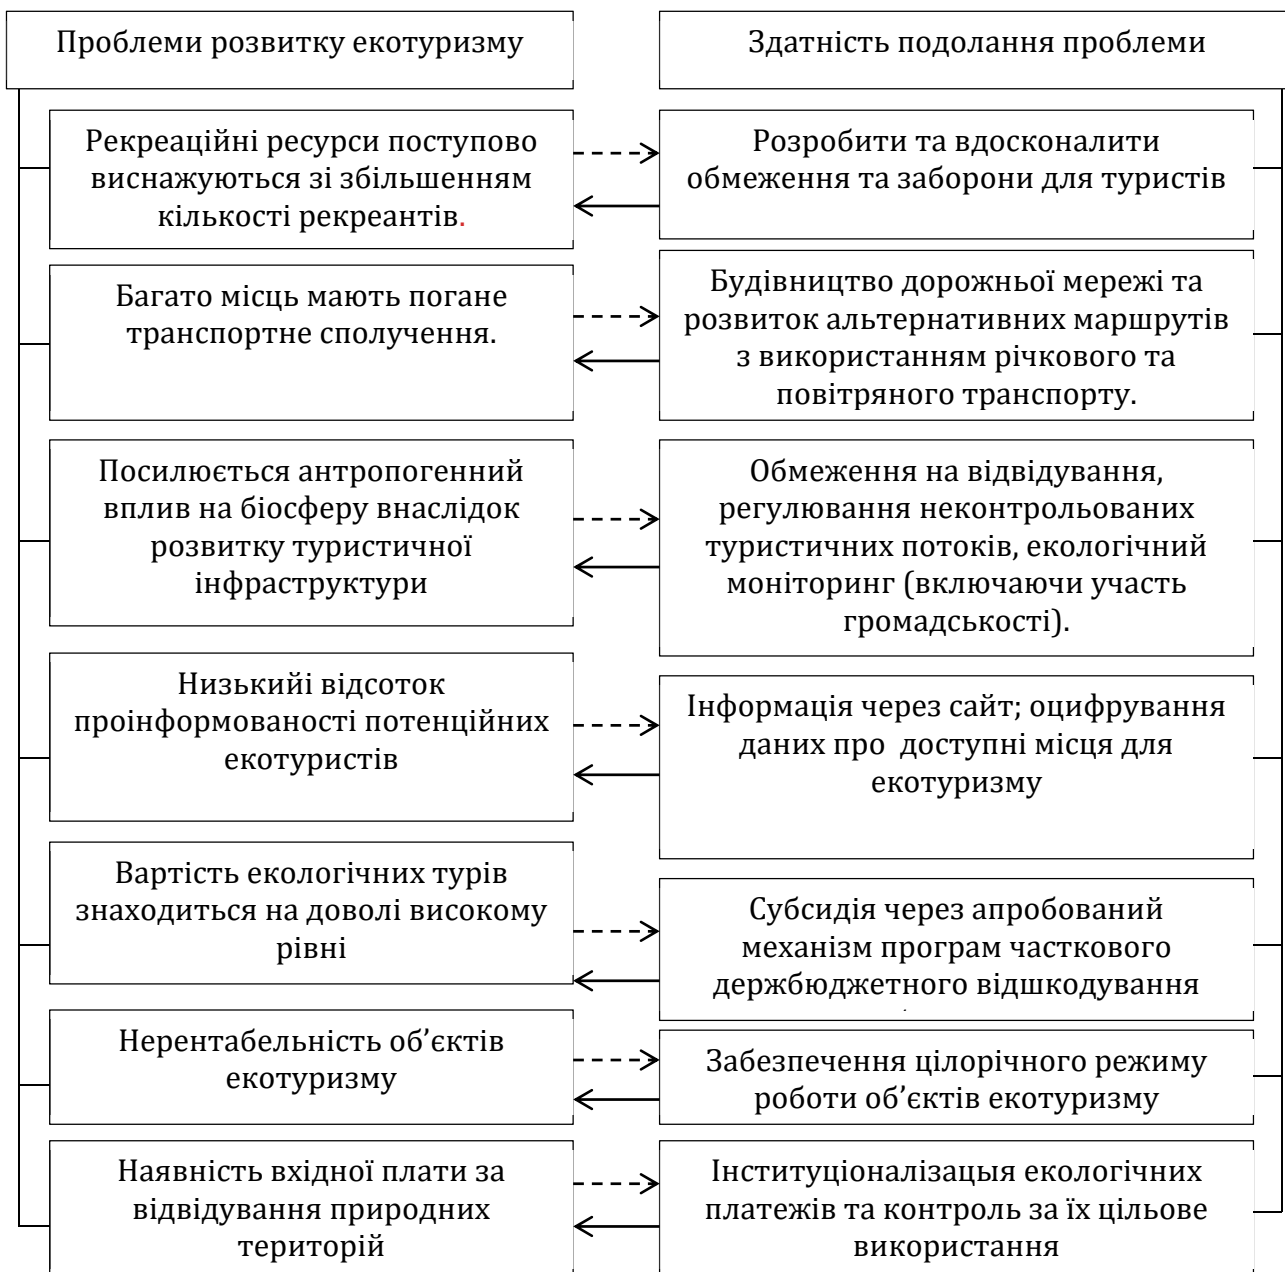 Проблеми розвитку екотуризму
Здатність подолання проблеми
Рекреаційні ресурси поступово
виснажуються зі збільшенням
кількості рекреантів.
Розробити та вдосконалити
обмеження та заборони для туристів
Багато місць мають погане
транспортне сполучення.
Будівництво дорожньої мережі та
розвиток альтернативних маршрутів
з використанням річкового та
повітряного транспорту.
Посилюється антропогенний
вплив на біосферу внаслідок
розвитку туристичної
інфраструктури
Обмеження на відвідування,
регулювання неконтрольованих
туристичних потоків, екологічний
моніторинг (включаючи участь
громадськості).
Низькийі відсоток
проінформованості потенційних
екотуристів
Інформація через сайт; оцифрування
даних про доступні місця для
екотуризму
Вартість екологічних турів
знаходиться на доволі високому
рівні
Субсидія через апробований
механізм програм часткового
держбюджетного відшкодування
Нерентабельність об’єктів
екотуризму
Забезпечення цілорічного режиму
роботи об’єктів екотуризму
Наявність вхідної плати за
відвідування природних
територій
Інституціоналізацыя екологічних
платежів та контроль за їх цільове
використання